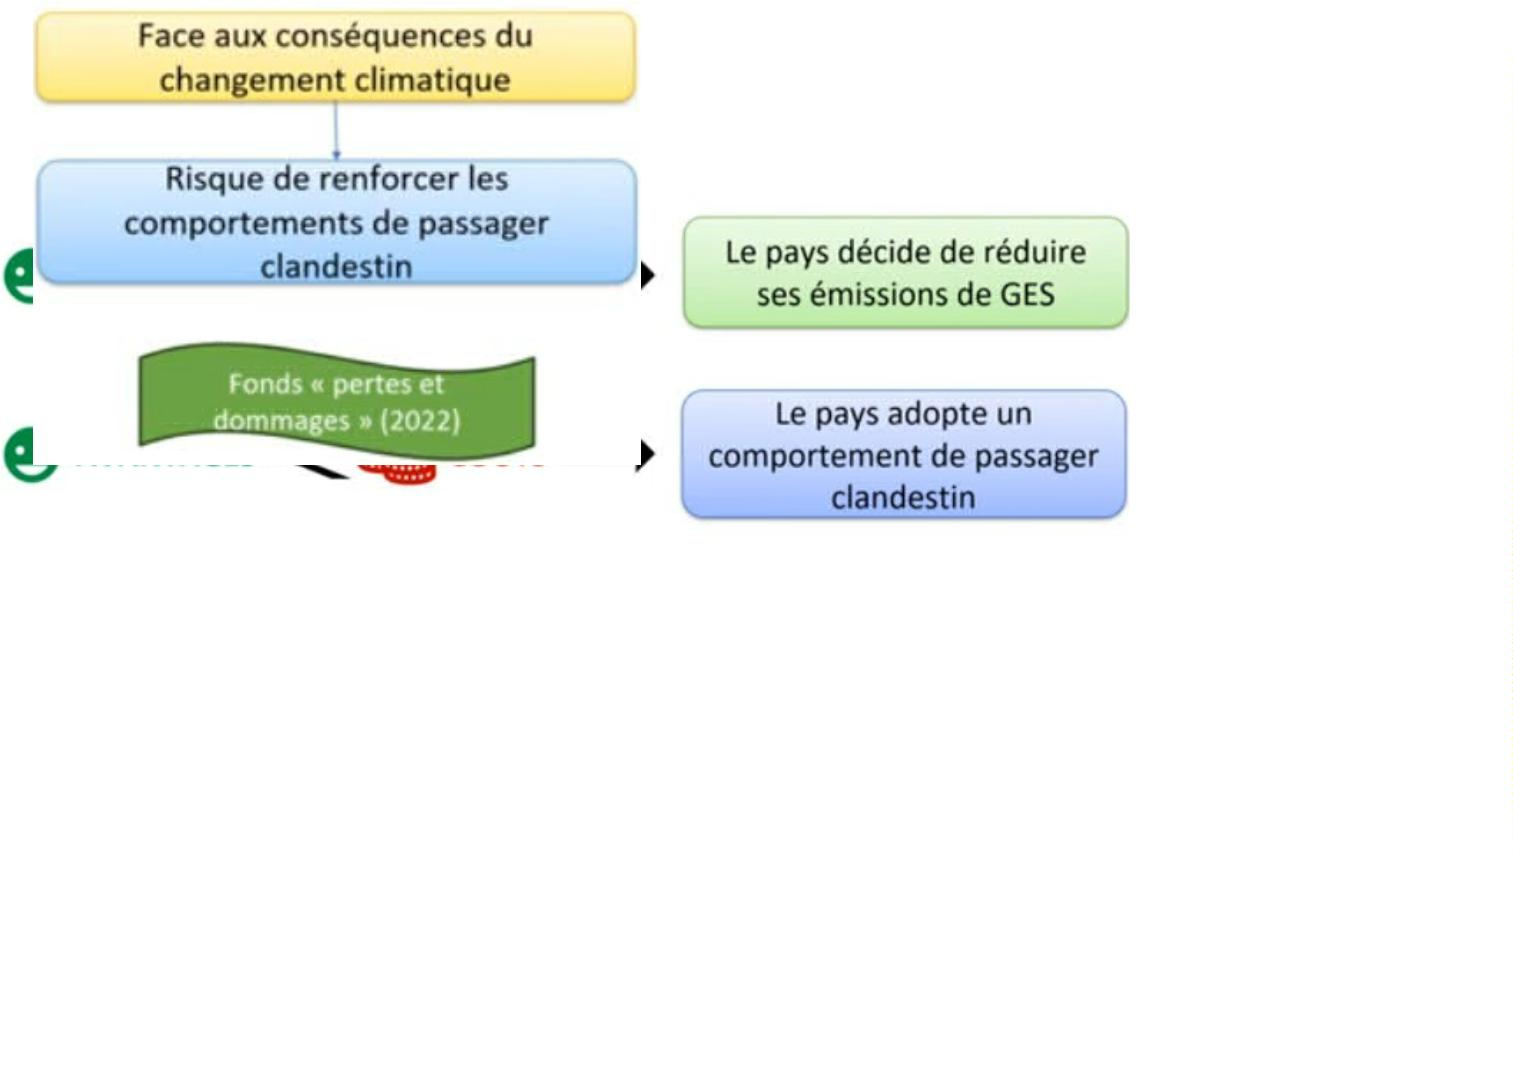 Face aux conséquences du
changement climatique
Risque de renforcer les
comportements de passager
clandestin
Le pays décide de réduire
ses émissions de GES
Fonds « pertes et
dommages » (2022)
Le pays adopte un
comportement de passager
clandestin